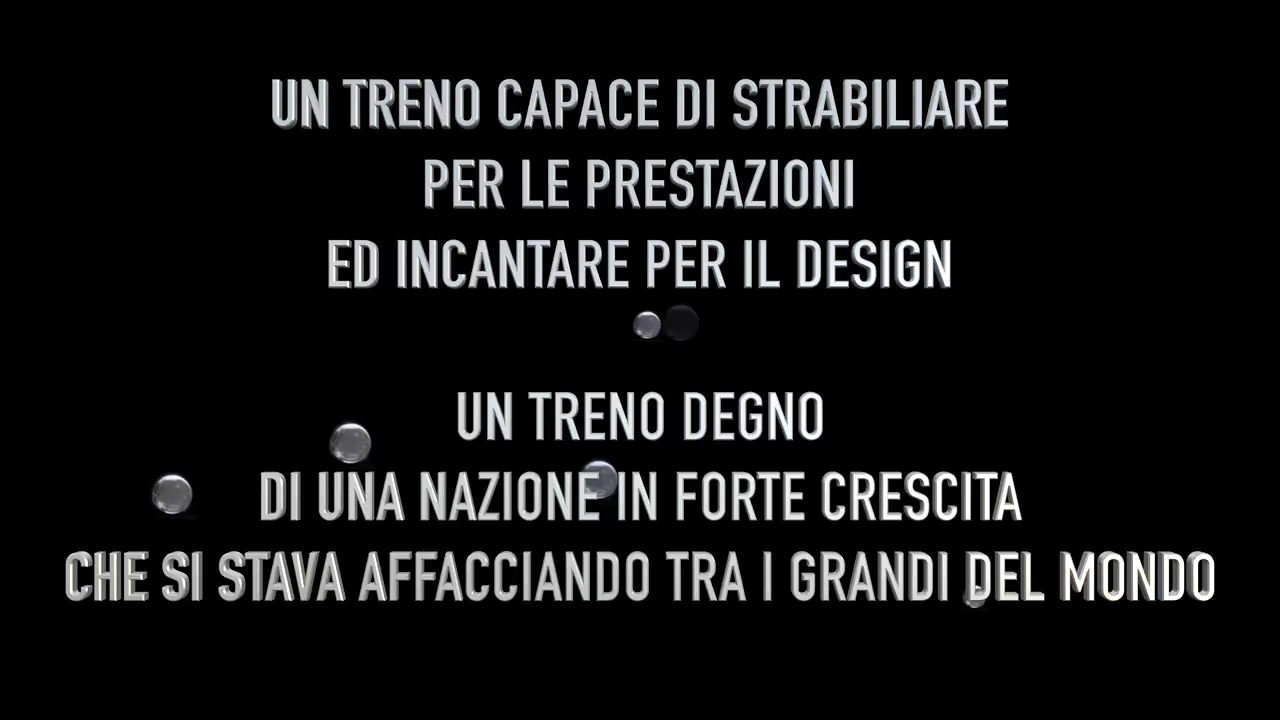 UN TRENO CAPACE DI STRABILIARE
PER LE PRESTAZIONI
ED INCANTARE PER IL DESIGN
UN TRENO DEGNO
DI UNA NAZIONE IN FORTE CRESCITA
CHE SI STAVA AFFACCIANDO TRA I GRANDI DEL MONDO